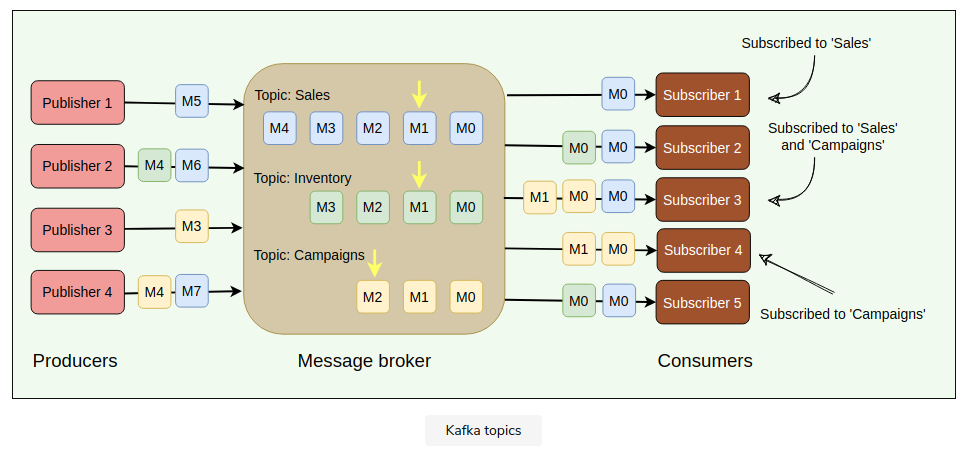 Subscribed to 'Sales'
Publisher 1
M5
Topic: Sales
M4 M3 M2 M1 M0
M0
Subscriber 1
Subscribed to 'Sales'
and 'Campaigns'
Publisher 2
M4 M6
Topic: Inventory
M3 M2 M1 M0
M0 M0
Subscriber 2
Publisher 3
M3
M1 M0 M0
Subscriber 3
Topic: Campaigns
M2 M1 M0
M1 M0
Subscriber 4
Publisher 4
M4 M7
M0 M0
Subscriber 5
Subscribed to 'Campaigns'
Producers
Message broker
Consumers
Kafka topics